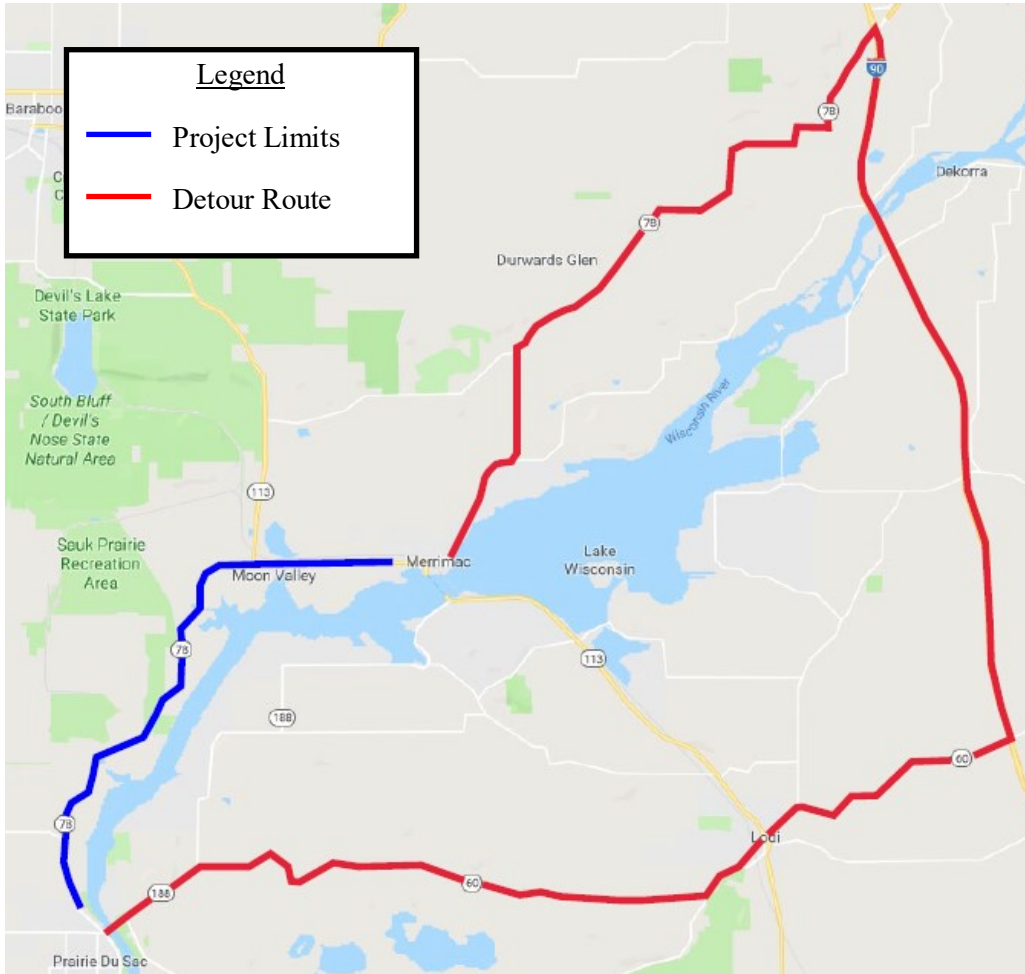 Legend
Project Limits
Detour Route
90
Baraboo
78
Dekorra
78
Durwards Glen
Devil's Lake
State Park
South Bluff
/ Devil's
Nose State
Natural Area
Wisconsin River
113
Sauk Prairie
Recreation
Area
Moon Valley
Merrimac
Lake
Wisconsin
78
113
188
60
78
Lodi
60
188
Prairie Du Sac